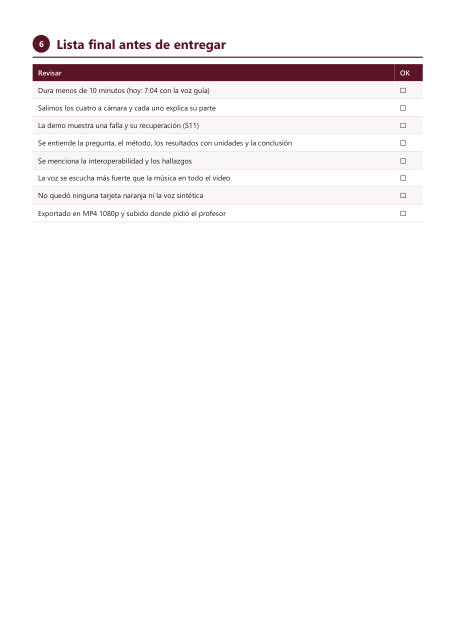 6 Lista final antes de entregar
Revisar OK
Dura menos de 10 minutos (hoy: 7:04 con la voz guía) ☐
Salimos los cuatro a cámara y cada uno explica su parte ☐
La demo muestra una falla y su recuperación (S11) ☐
Se entiende la pregunta, el método, los resultados con unidades y la conclusión ☐
Se menciona la interoperabilidad y los hallazgos ☐
La voz se escucha más fuerte que la música en todo el video ☐
No quedó ninguna tarjeta naranja ni la voz sintética ☐
Exportado en MP4 1080p y subido donde pidió el profesor ☐